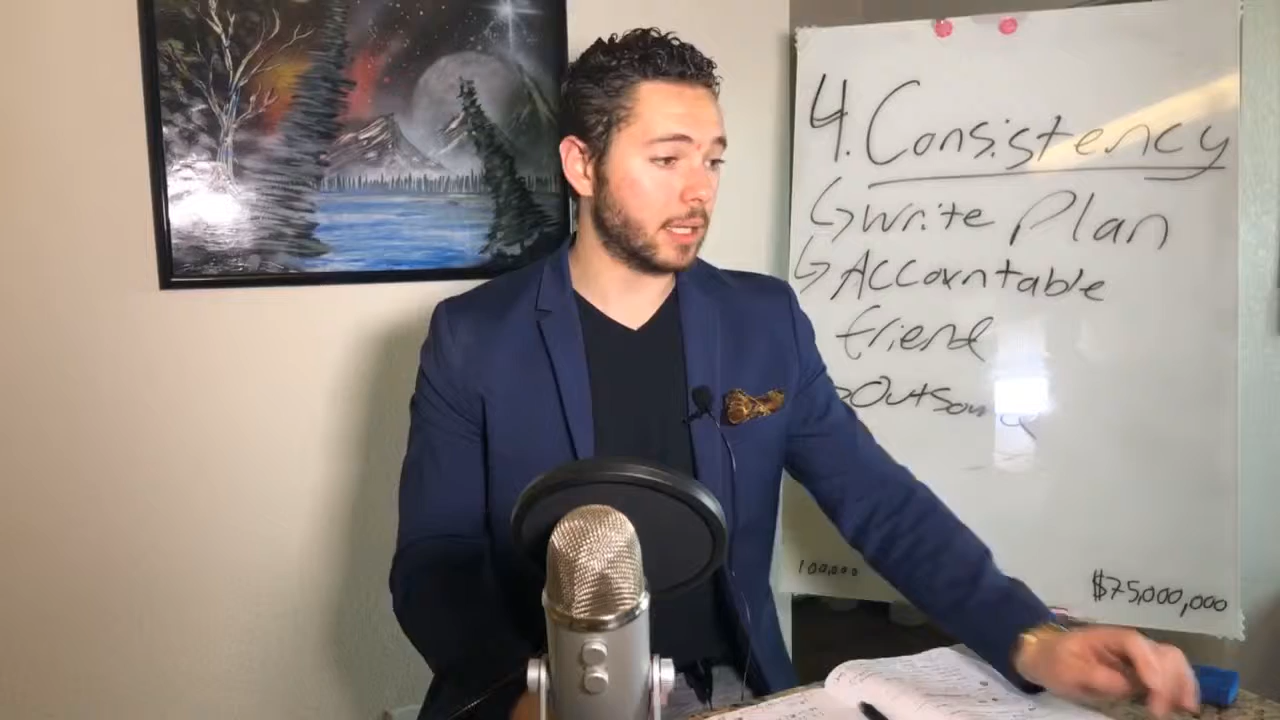 4. Consistency
↳ Write Plan
↳ Accountable
friend
100,000
$75,000,000